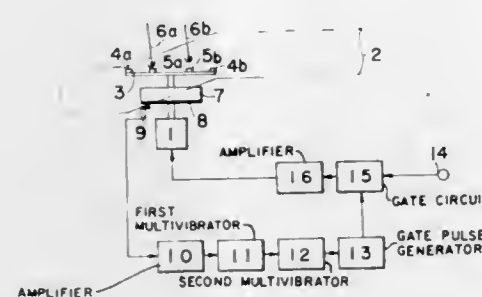 6a 6b
4a 5a 5b 4b 2
3
7
9 8
1
AMPLIFIER 14
16 15
GATE CIRCUI
FIRST
MULTIVIBRATOR
10 11 12 13 GATE PULSE
GENERATOR
SECOND MULTIVIBRATOR
AMPLIFIER